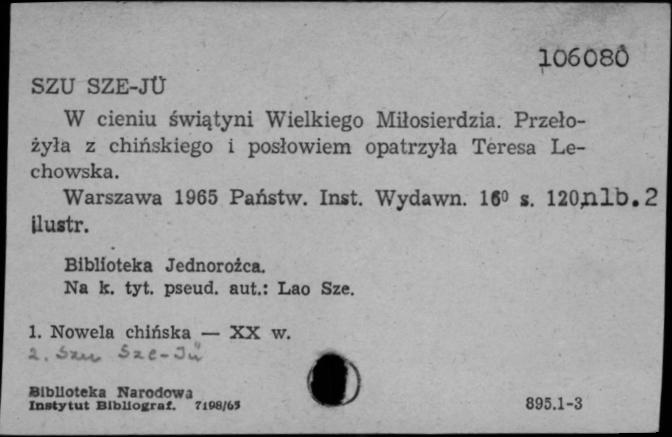 106080
SZU SZE-JÜ
W cieniu świątyni Wielkiego Miłosierdzia. Przeło-
żyła z chińskiego i posłowiem opatrzyła Teresa Le-
chowska.
Warszawa 1965 Państw. Inst. Wydawn. 16⁰ s. 120,nlb.2
ilustr.
Biblioteka Jednorożca.
Na k. tyt. pseud. aut.: Lao Sze.
1. Nowela chińska — XX w.
2. Szu Sze-Jü
Biblioteka Narodowa
Instytut Bibliograf. 7198/65
895.1-3